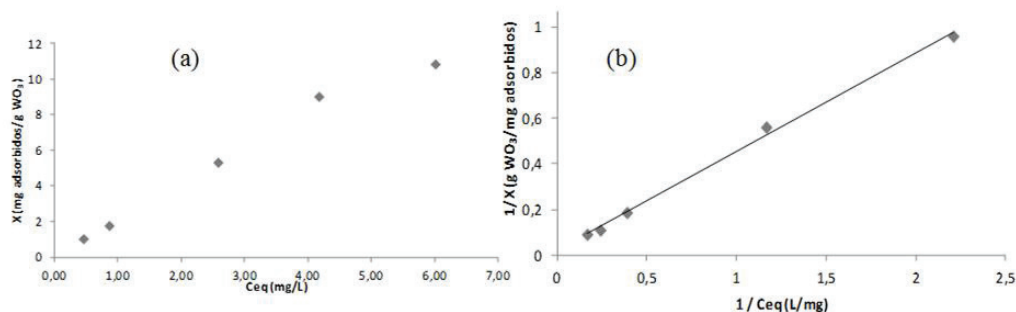 (a)
X (mg adsorbidos/g WO₃)
12
10
8
6
4
2
0
0,00 1,00 2,00 3,00 4,00 5,00 6,00 7,00
Ceq (mg/L)
(b)
1/ X (g WO₃/mg adsorbidos)
1
0,8
0,6
0,4
0,2
0
0 0,5 1 1,5 2 2,5
1 / Ceq (L/mg)